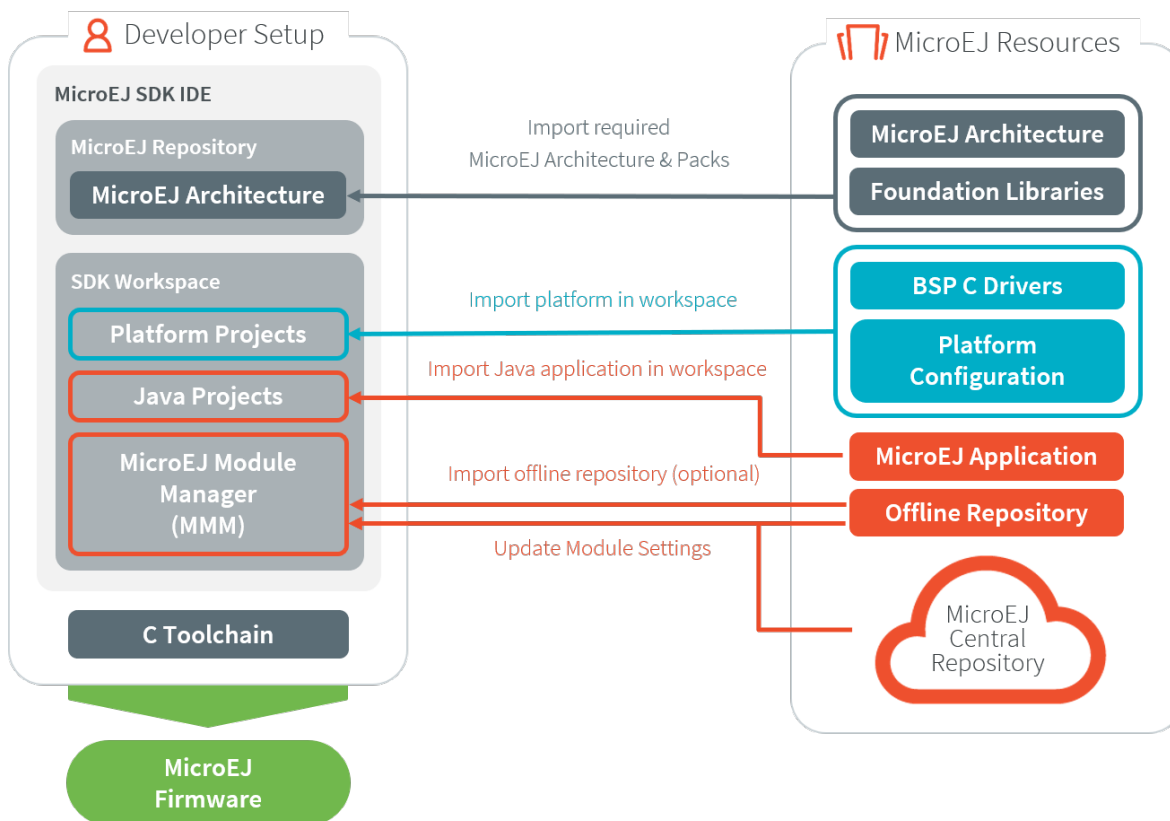 Developer Setup
MicroEJ SDK IDE
MicroEJ Repository
MicroEJ Architecture
SDK Workspace
Platform Projects
Java Projects
MicroEJ Module
Manager
(MMM)
C Toolchain
MicroEJ
Firmware
Import required
MicroEJ Architecture & Packs
Import platform in workspace
Import Java application in workspace
Import offline repository (optional)
Update Module Settings
MicroEJ Resources
MicroEJ Architecture
Foundation Libraries
BSP C Drivers
Platform
Configuration
MicroEJ Application
Offline Repository
MicroEJ
Central
Repository